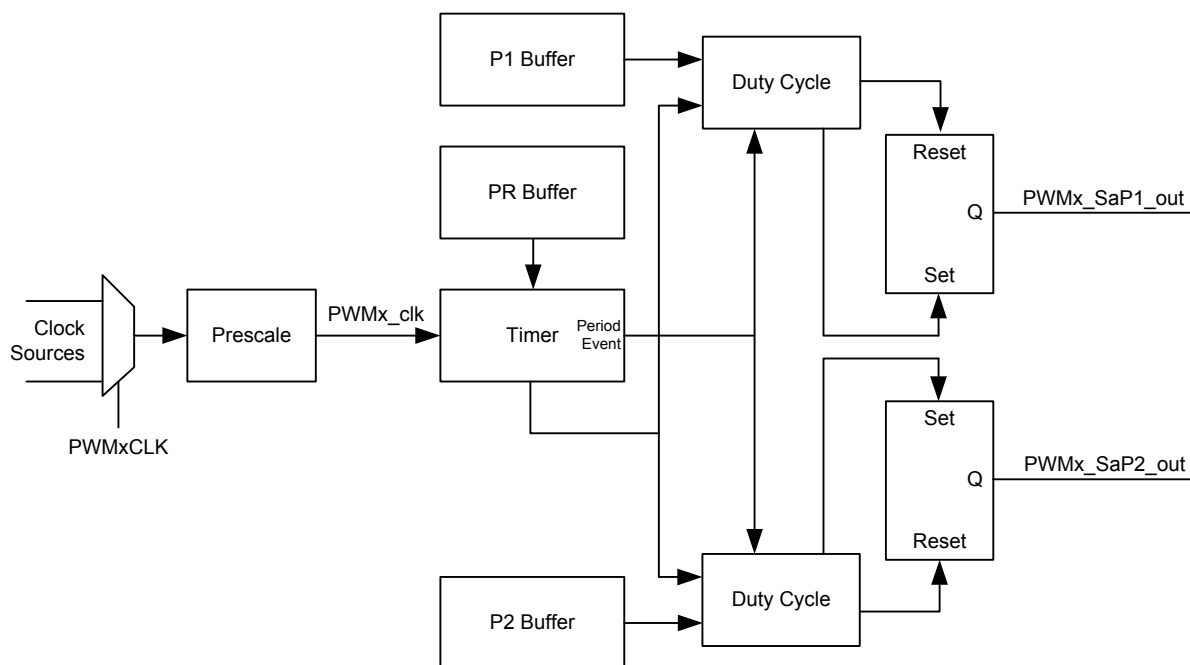 P1 Buffer
Duty Cycle
Reset
Q
Set
PWMx_SaP1_out
PR Buffer
Clock
Sources
PWMxCLK
Prescale
PWMx_clk
Timer
Period
Event
Set
Q
Reset
PWMx_SaP2_out
P2 Buffer
Duty Cycle